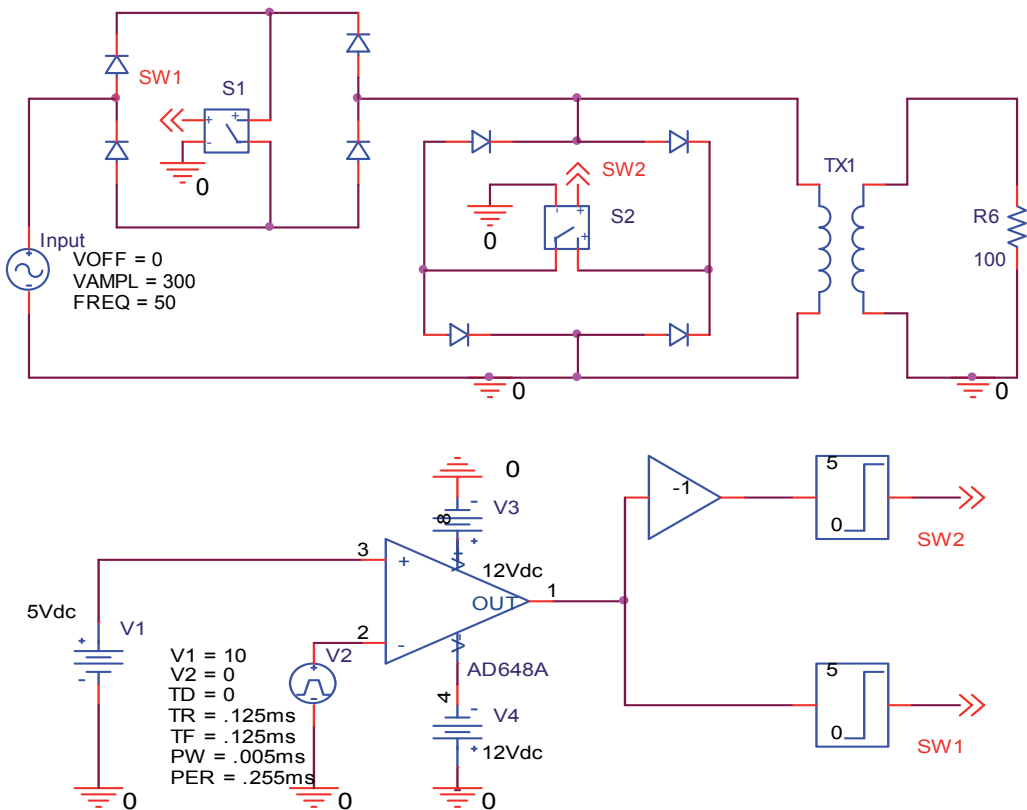 SW1
S1
0
Input
VOFF = 0
VAMPL = 300
FREQ = 50
SW2
S2
0
0
TX1
R6
100
0
0
V3
8
12Vdc
3
+
V+
OUT
1
2
-
V-
AD648A
5Vdc
V1
V1 = 10
V2 = 0
TD = 0
TR = .125ms
TF = .125ms
PW = .005ms
PER = .255ms
V2
4
V4
12Vdc
0
0
0
-1
5
0
SW2
5
0
SW1